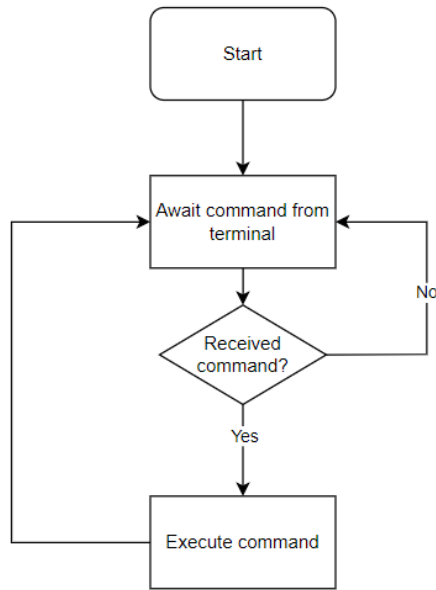 Start
Await command from
terminal
No
Received
command?
Yes
Execute command